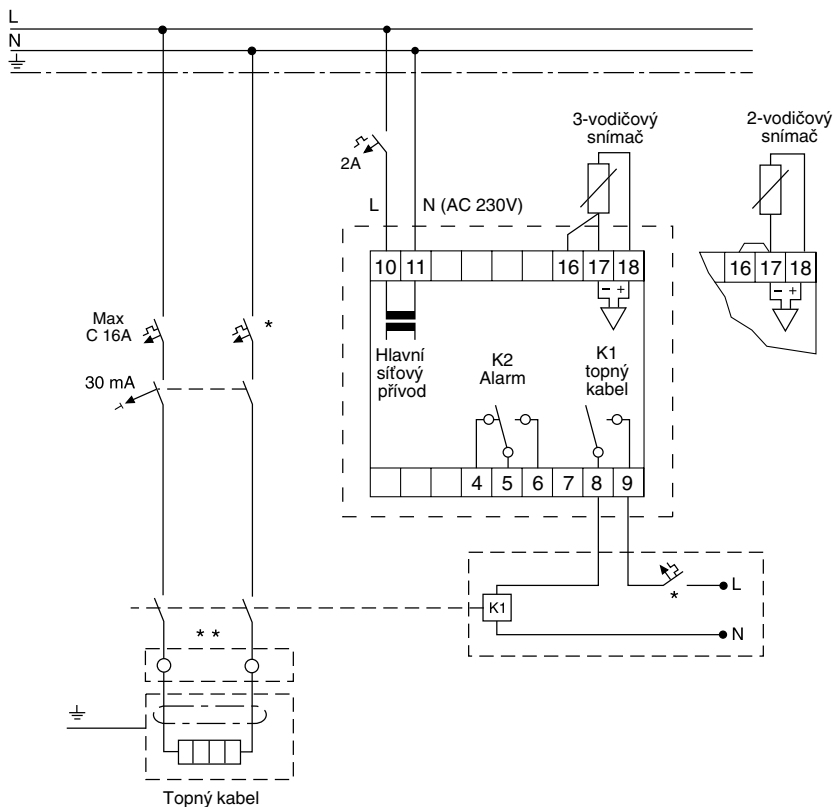 L
N
3-vodičový
snímač
2-vodičový
snímač
2A
L
N (AC 230V)
10 11 16 17 18
16 17 18
- +
- +
Max
C 16A
*
30 mA
Hlavní
síťový
přívod
K2
Alarm
K1
topný
kabel
4 5 6 7 8 9
K1
*
L
N
* *
Topný kabel